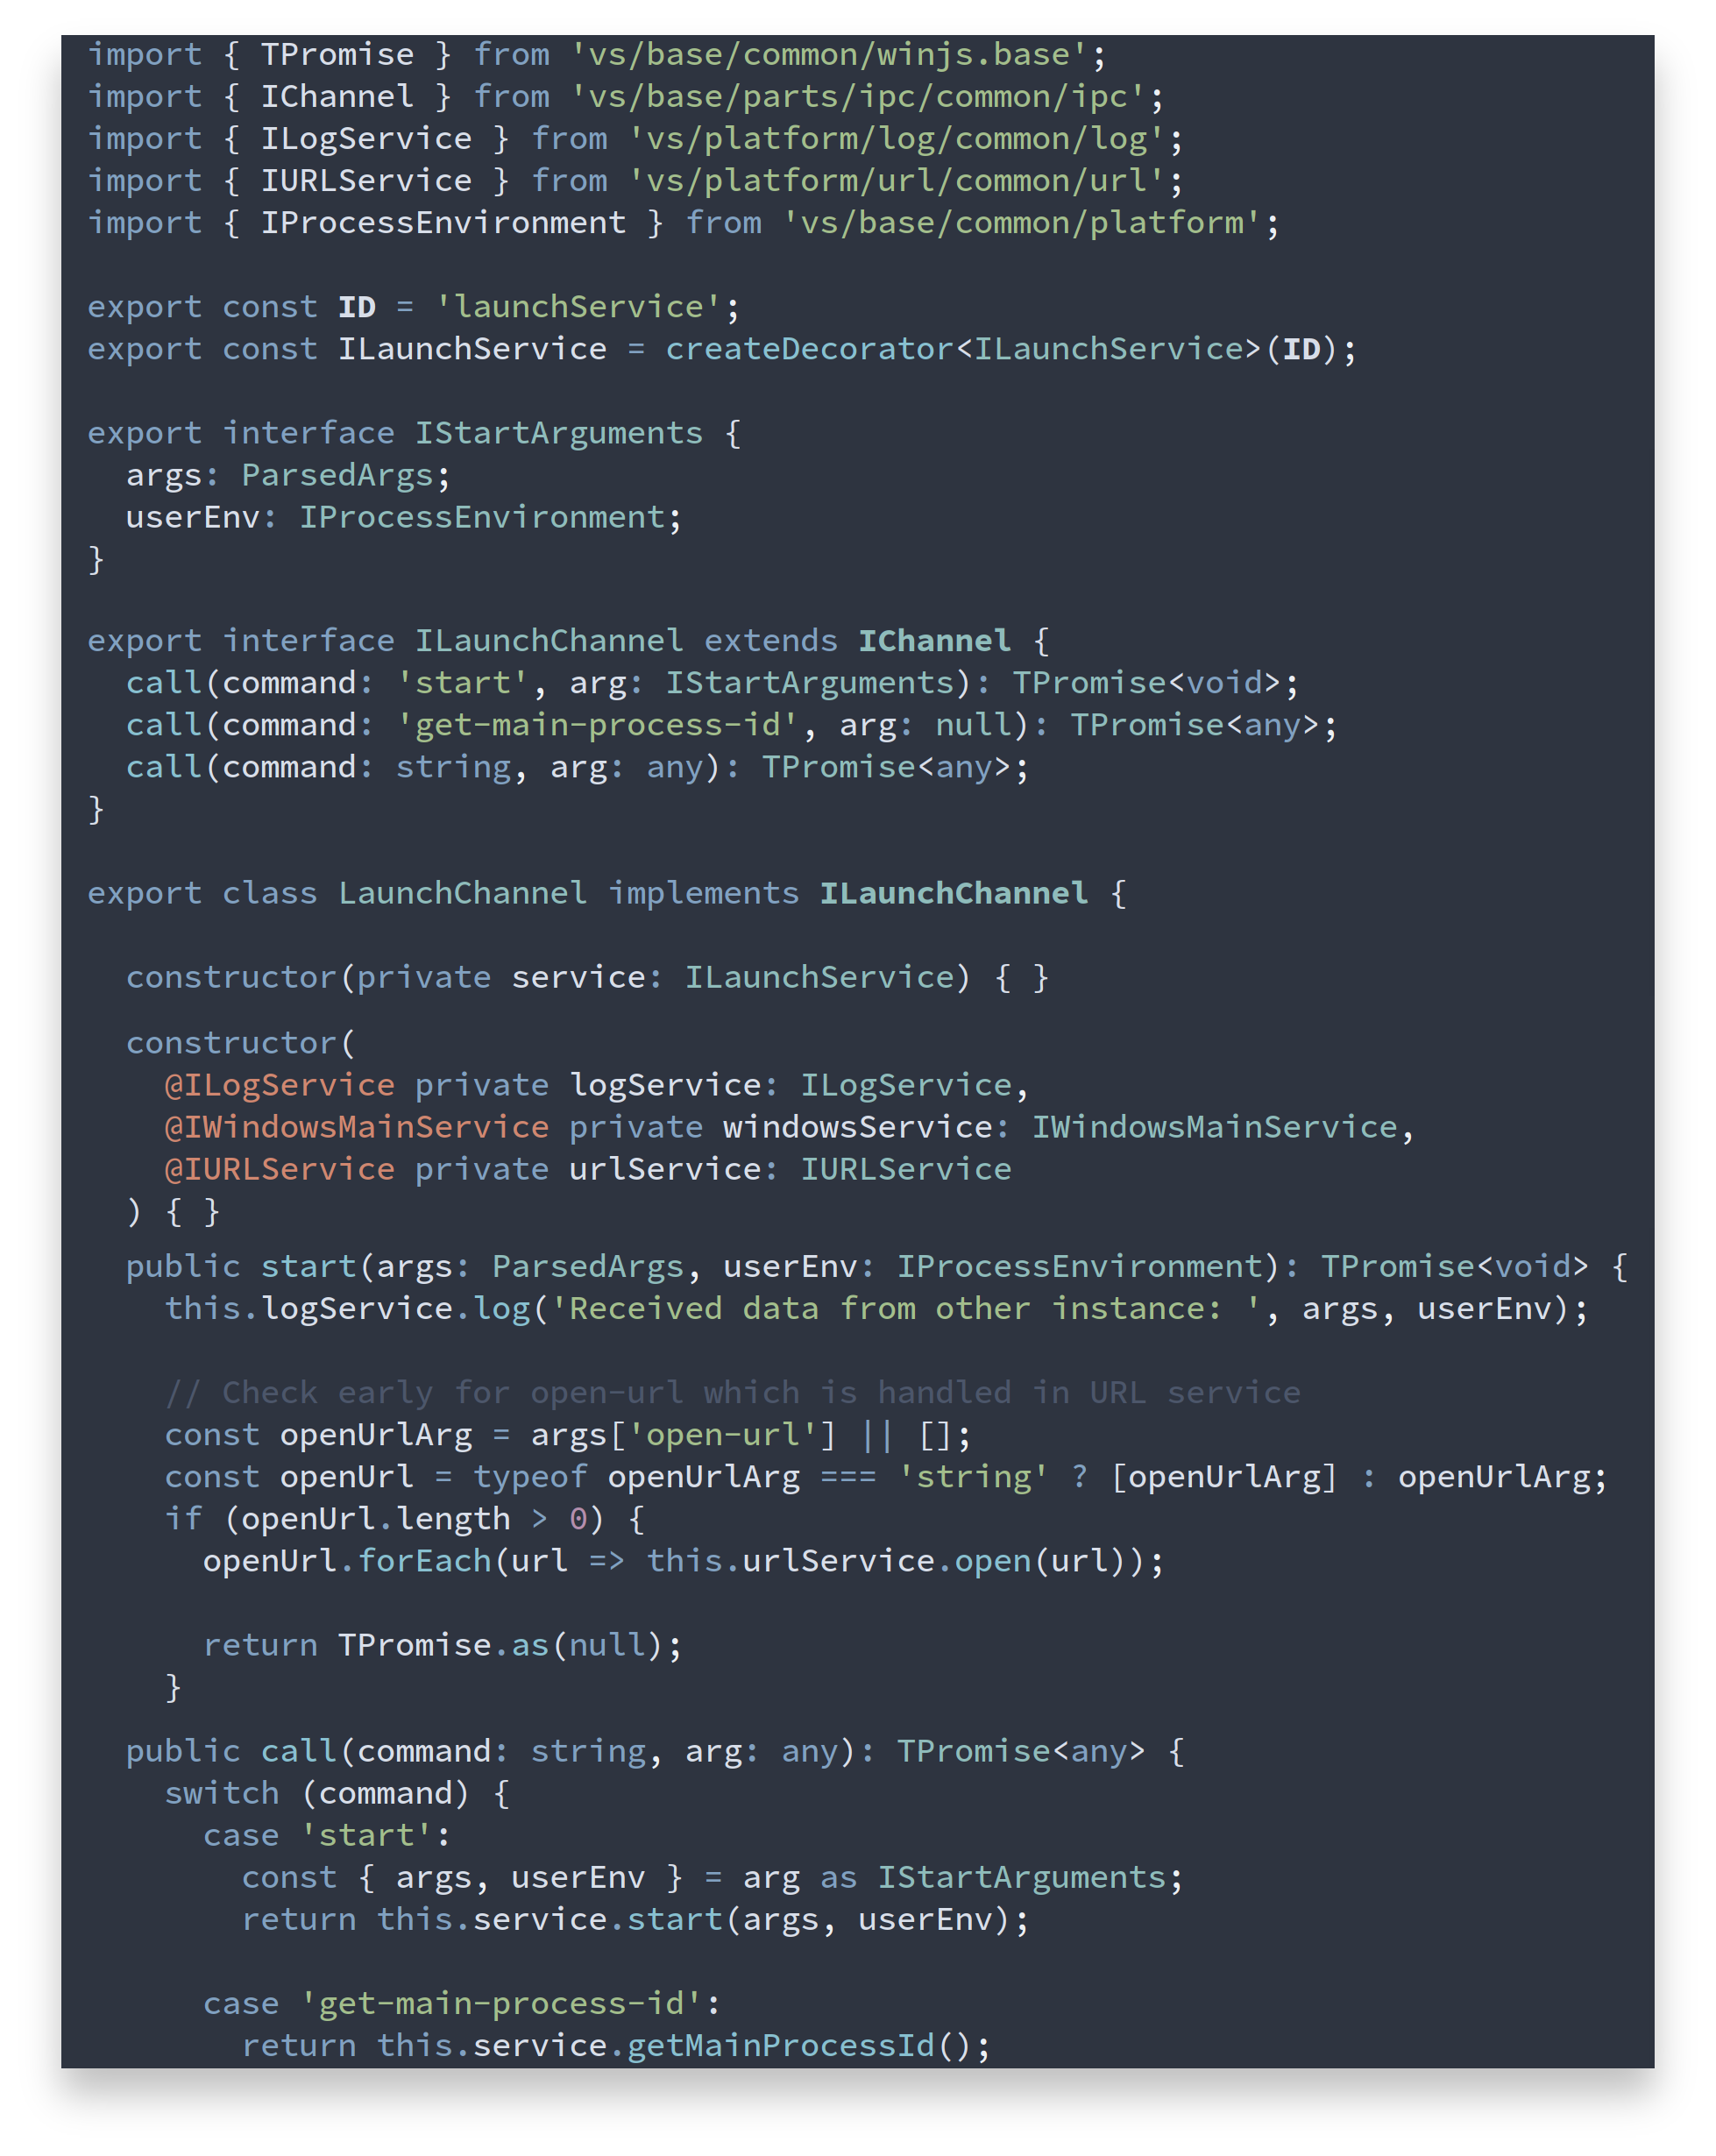 import { TPromise } from 'vs/base/common/winjs.base';
import { IChannel } from 'vs/base/parts/ipc/common/ipc';
import { ILogService } from 'vs/platform/log/common/log';
import { IURLService } from 'vs/platform/url/common/url';
import { IProcessEnvironment } from 'vs/base/common/platform';

export const ID = 'launchService';
export const ILaunchService = createDecorator<ILaunchService>(ID);

export interface IStartArguments {
  args: ParsedArgs;
  userEnv: IProcessEnvironment;
}

export interface ILaunchChannel extends IChannel {
  call(command: 'start', arg: IStartArguments): TPromise<void>;
  call(command: 'get-main-process-id', arg: null): TPromise<any>;
  call(command: string, arg: any): TPromise<any>;
}

export class LaunchChannel implements ILaunchChannel {

  constructor(private service: ILaunchService) { }

  constructor(
    @ILogService private logService: ILogService,
    @IWindowsMainService private windowsService: IWindowsMainService,
    @IURLService private urlService: IURLService
  ) { }
  public start(args: ParsedArgs, userEnv: IProcessEnvironment): TPromise<void> {
    this.logService.log('Received data from other instance: ', args, userEnv);

    // Check early for open-url which is handled in URL service
    const openUrlArg = args['open-url'] || [];
    const openUrl = typeof openUrlArg === 'string' ? [openUrlArg] : openUrlArg;
    if (openUrl.length > 0) {
      openUrl.forEach(url => this.urlService.open(url));

      return TPromise.as(null);
    }

  public call(command: string, arg: any): TPromise<any> {
    switch (command) {
      case 'start':
        const { args, userEnv } = arg as IStartArguments;
        return this.service.start(args, userEnv);

      case 'get-main-process-id':
        return this.service.getMainProcessId();